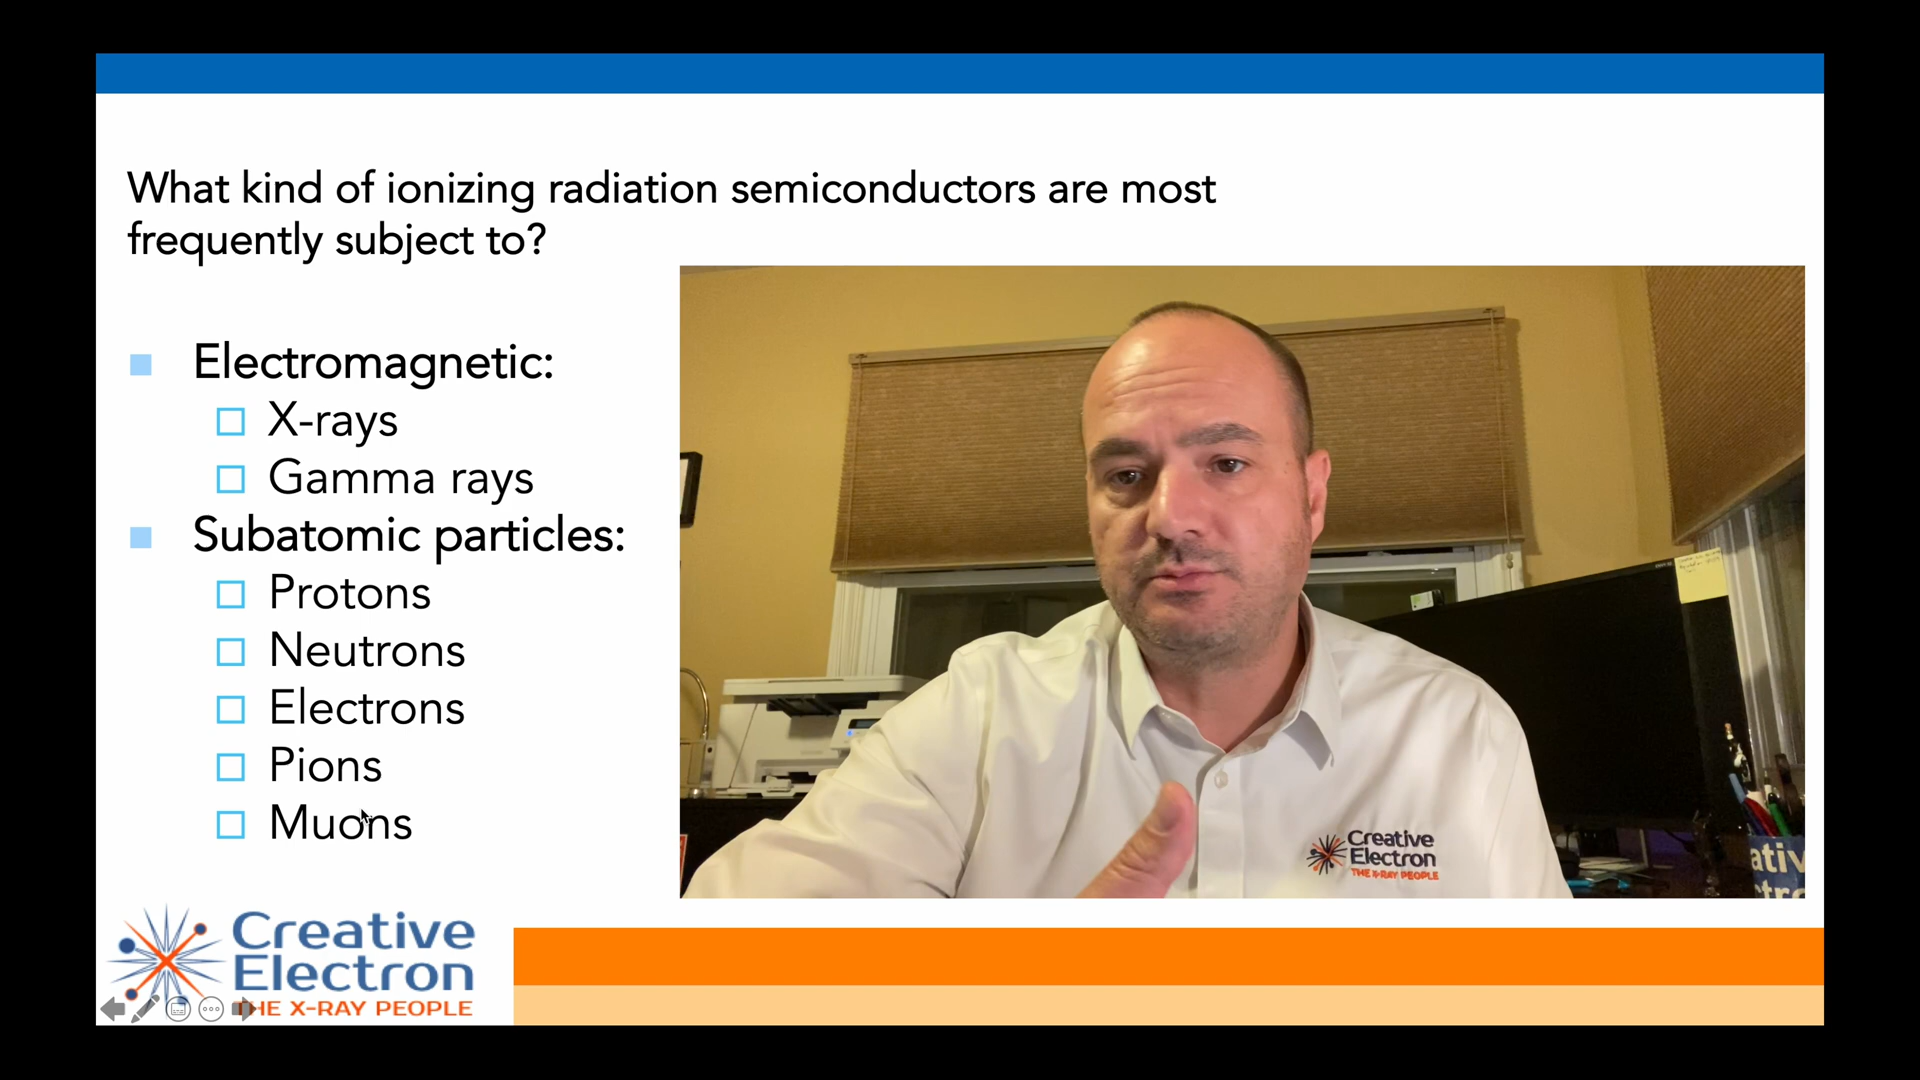 What kind of ionizing radiation semiconductors are most
frequently subject to?
Electromagnetic:
X-rays
Gamma rays
Subatomic particles:
Protons
Neutrons
Electrons
Pions
Muons
Creative
Electron
THE X-RAY PEOPLE
Creative
Electron
THE X-RAY PEOPLE